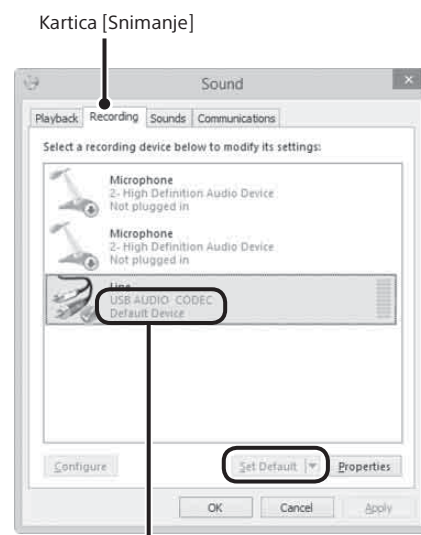 Kartica [Snimanje]
Sound
Playback Recording Sounds Communications
Select a recording device below to modify its settings:
Microphone
2- High Definition Audio Device
Not plugged in
Microphone
2- High Definition Audio Device
Not plugged in
Line
USB AUDIO CODEC
Default Device
Configure Set Default Properties
OK Cancel Apply